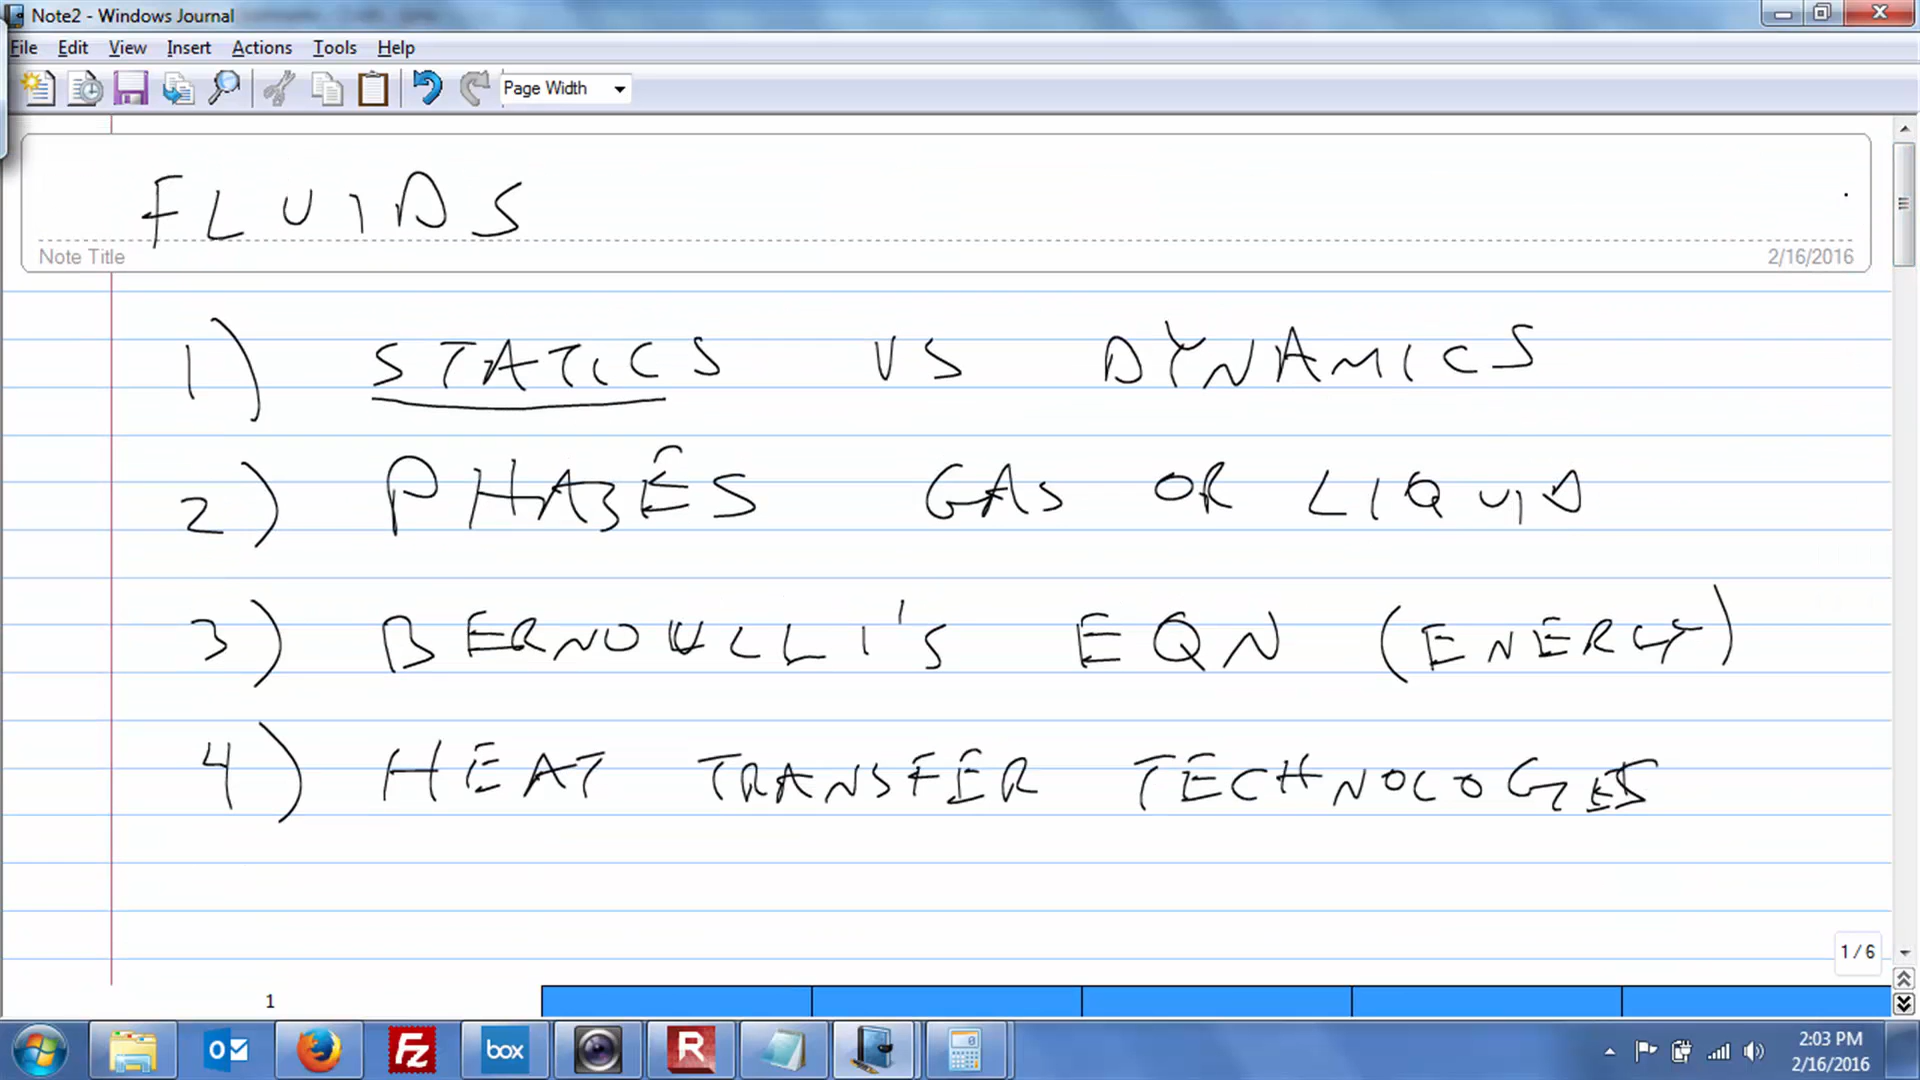 Note2 - Windows Journal
File Edit View Insert Actions Tools Help
Page Width
FLUIDS
Note Title
2/16/2016
1) STATICS VS DYNAMICS
2) PHASES GAS OR LIQUID
3) BERNOULLI'S EQN (ENERGY)
4) HEAT TRANSFER TECHNOLOGIES
1 / 6
1
O
FZ
box
R
2:03 PM
2/16/2016